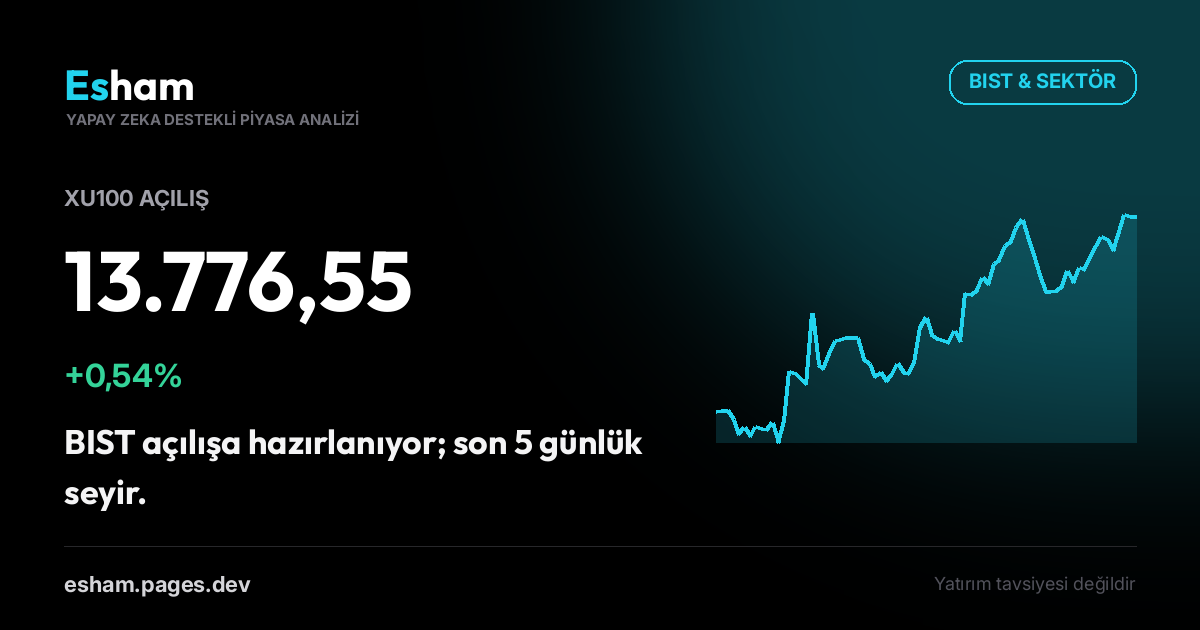 Esham
BIST & SEKTÖR
YAPAY ZEKA DESTEKLİ PİYASA ANALİZİ
XU100 AÇILIŞ
13.776,55
+0,54%
BIST açılışa hazırlanıyor; son 5 günlük
seyir.
esham.pages.dev
Yatırım tavsiyesi değildir